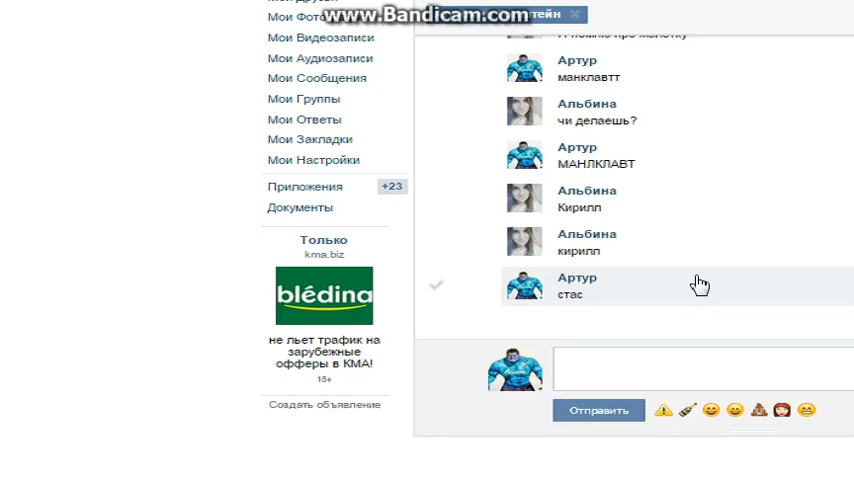 www.Bandicam.com
Мои Видеозаписи
Мои Аудиозаписи
Мои Сообщения
Мои Группы
Мои Ответы
Мои Закладки
Мои Настройки
Приложения +23
Документы
Только
kma.biz
blédina
не льет трафик на
зарубежные
офферы в КМА!
18+
Создать объявление
Артур
манклавтт
Альбина
чи делаешь?
Артур
МАНЛКЛАВТ
Альбина
Кирилл
Альбина
кирилл
Артур
стас
Отправить